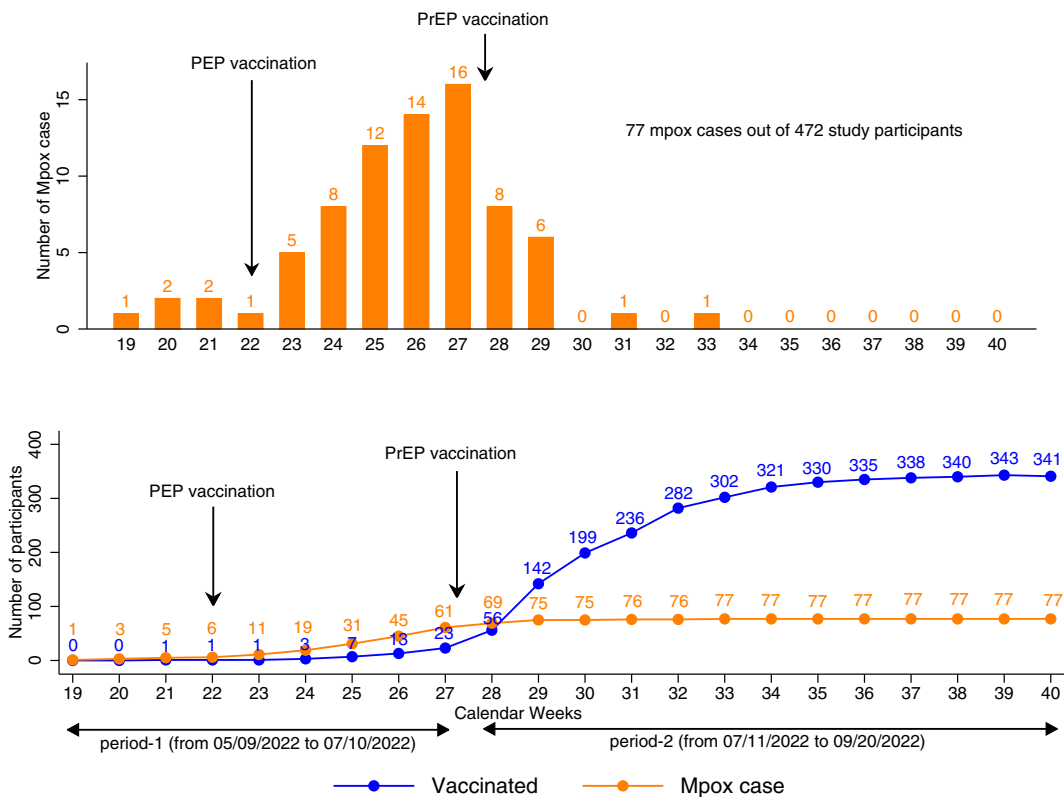 PrEP vaccination
PEP vaccination
Number of Mpox case
15
10
5
0
1 2 2 1 5 8 12 14 16 8 6 0 1 0 1 0 0 0 0 0 0 0
77 mpox cases out of 472 study participants
19 20 21 22 23 24 25 26 27 28 29 30 31 32 33 34 35 36 37 38 39 40
Number of participants
400
300
200
100
0
PrEP vaccination
PEP vaccination
0 0 1 1 1 3 7 13 23 56 142 199 236 282 302 321 330 335 338 340 343 341
1 3 5 6 11 19 31 45 61 69 75 75 76 76 77 77 77 77 77 77 77 77
19 20 21 22 23 24 25 26 27 28 29 30 31 32 33 34 35 36 37 38 39 40
Calendar Weeks
period-1 (from 05/09/2022 to 07/10/2022)
period-2 (from 07/11/2022 to 09/20/2022)
Vaccinated
Mpox case